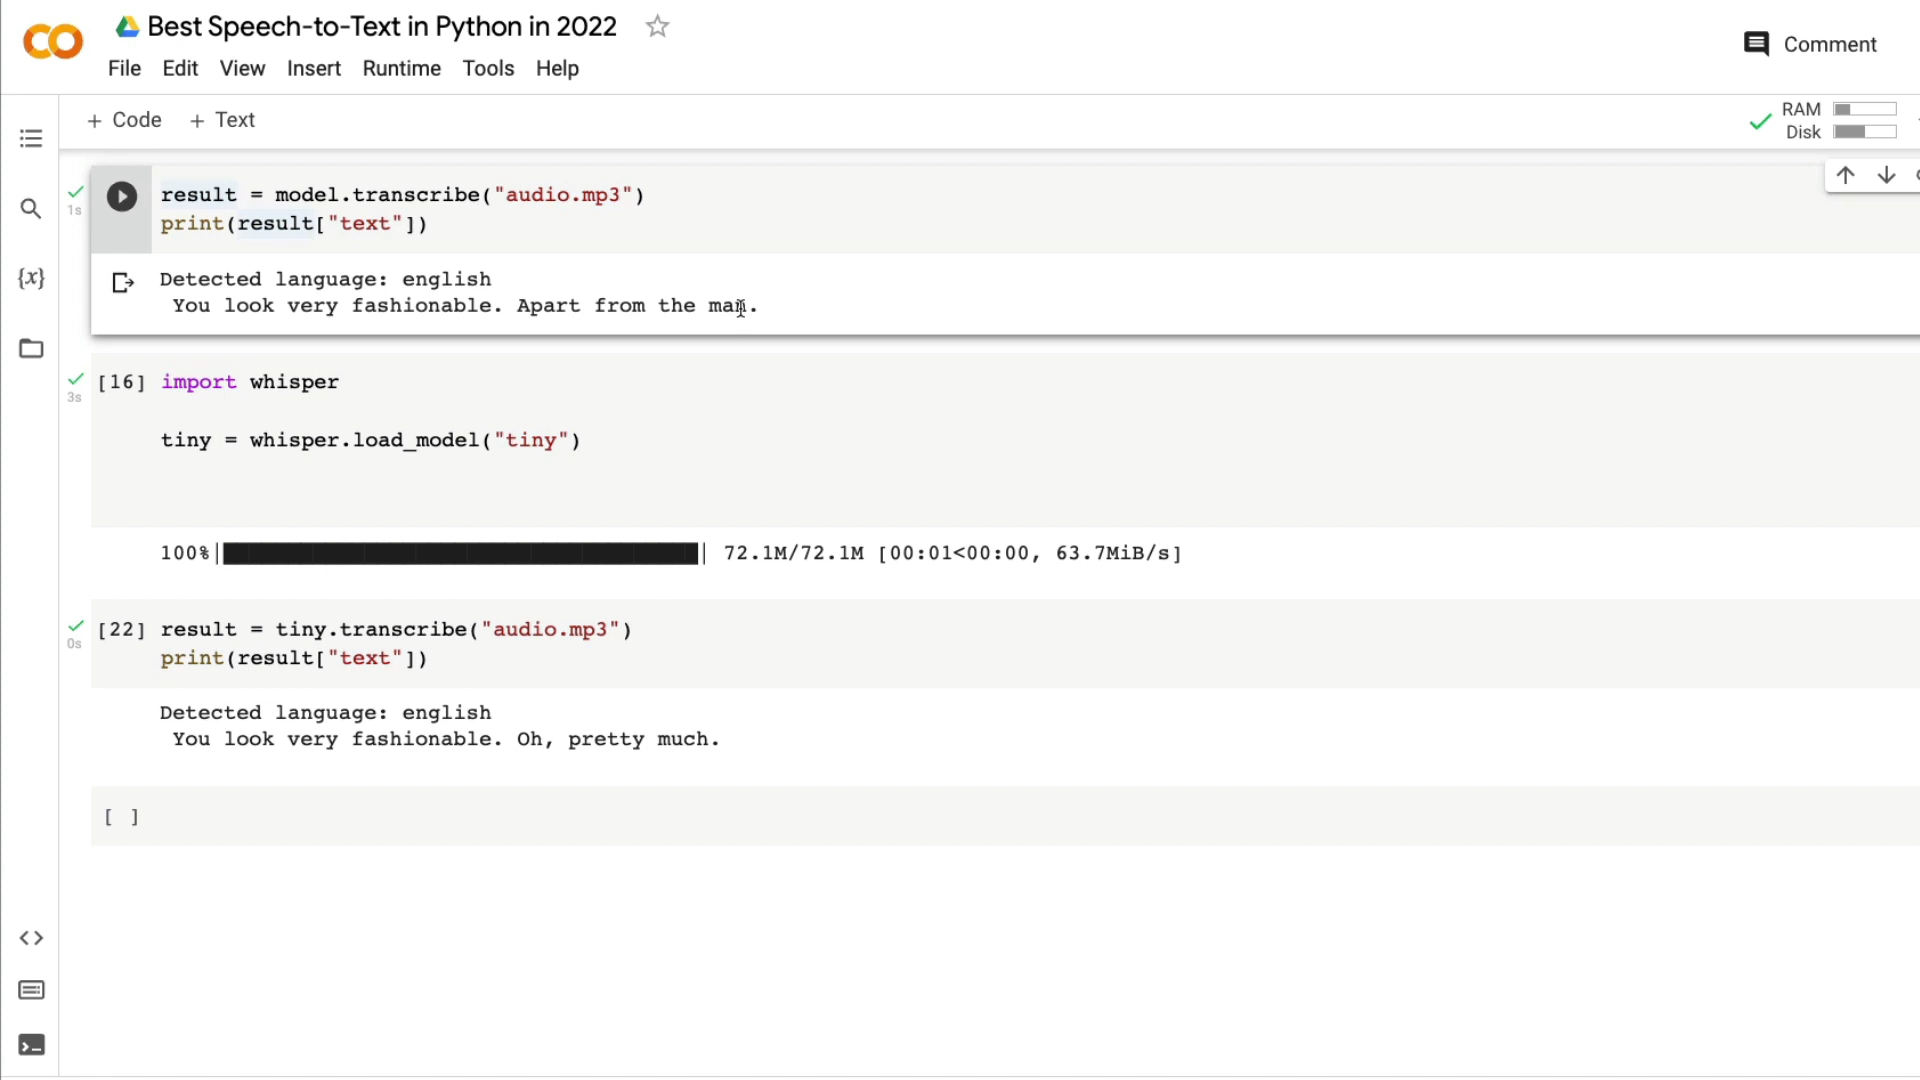 Best Speech-to-Text in Python in 2022
File Edit View Insert Runtime Tools Help
Comment
+ Code + Text
RAM
Disk
1s
result = model.transcribe("audio.mp3")
print(result["text"])
Detected language: english
You look very fashionable. Apart from the man.
3s
[16] import whisper
tiny = whisper.load_model("tiny")
100% 72.1M/72.1M [00:01<00:00, 63.7MiB/s]
0s
[22] result = tiny.transcribe("audio.mp3")
print(result["text"])
Detected language: english
You look very fashionable. Oh, pretty much.
[ ]
{x}